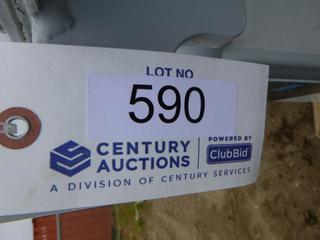 LOT NO
590
CENTURY AUCTIONS
POWERED BY
ClubBid
A DIVISION OF CENTURY SERVICES